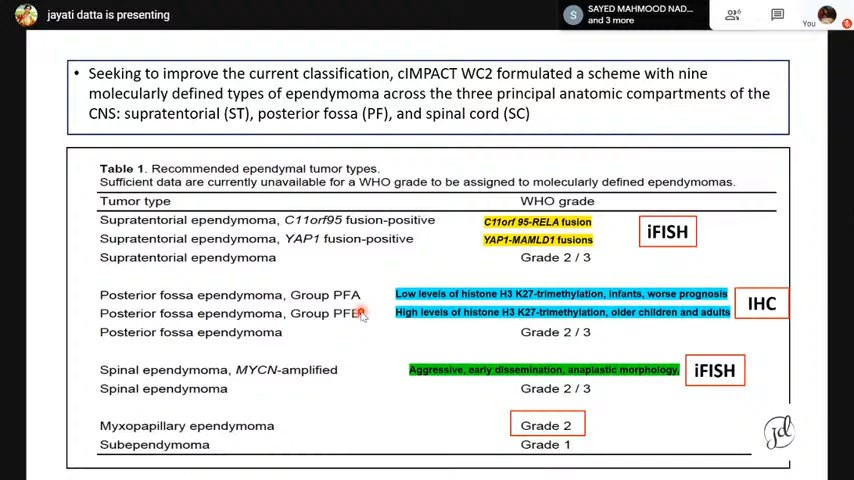 jayati datta is presenting
S
SAYED MAHMOOD NAD...
and 3 more
6
You
• Seeking to improve the current classification, cIMPACT WC2 formulated a scheme with nine
molecularly defined types of ependymoma across the three principal anatomic compartments of the
CNS: supratentorial (ST), posterior fossa (PF), and spinal cord (SC)
Table 1. Recommended ependymal tumor types.
Sufficient data are currently unavailable for a WHO grade to be assigned to molecularly defined ependymomas.
Tumor type WHO grade
Supratentorial ependymoma, C11orf95 fusion-positive C11orf 95-RELA fusion
iFISH
Supratentorial ependymoma, YAP1 fusion-positive YAP1-MAMLD1 fusions
Supratentorial ependymoma Grade 2 / 3
Posterior fossa ependymoma, Group PFA Low levels of histone H3 K27-trimethylation, infants, worse prognosis
IHC
Posterior fossa ependymoma, Group PFB High levels of histone H3 K27-trimethylation, older children and adults
Posterior fossa ependymoma Grade 2 / 3
Spinal ependymoma, MYCN-amplified Aggressive, early dissemination, anaplastic morphology, iFISH
Spinal ependymoma Grade 2 / 3
Myxopapillary ependymoma Grade 2
Subependymoma Grade 1
jd